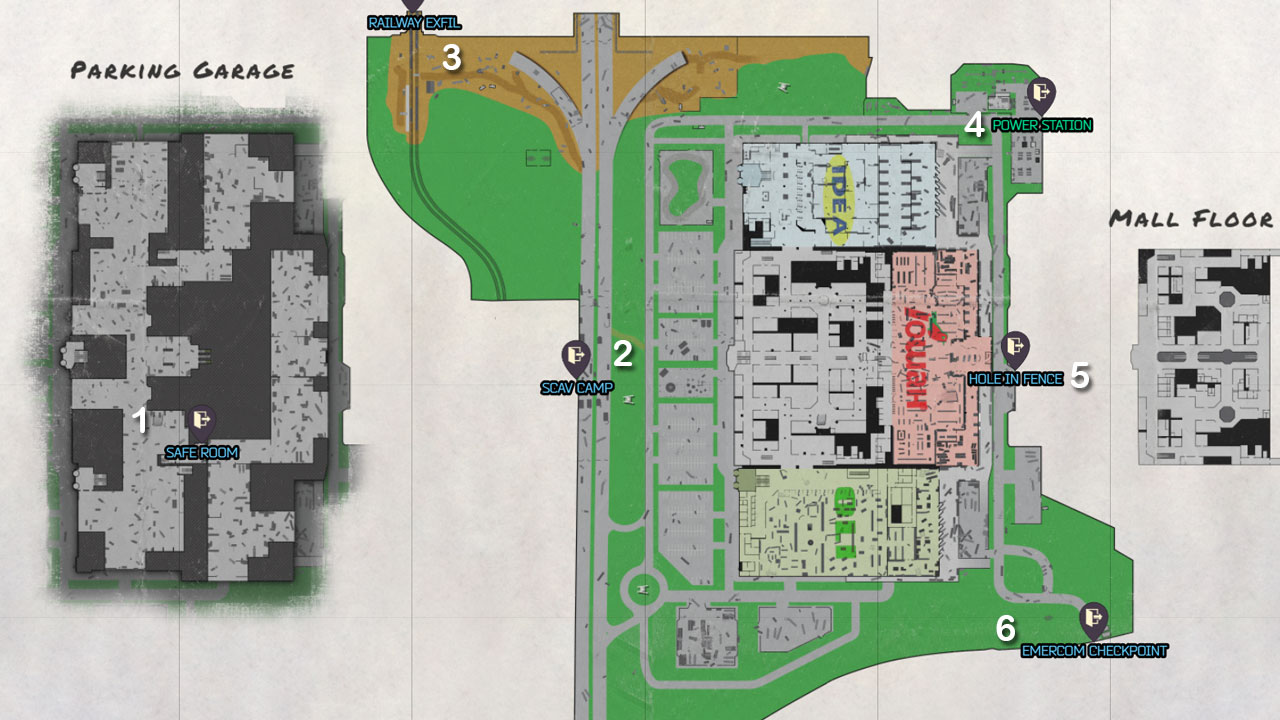 RAILWAY EXFIL
3
PARKING GARAGE
4
POWER STATION
IDEA
MALL FLOOR
HIHMOL
2
SCAV CAMP
HOLE IN FENCE
5
1
SAFE ROOM
OLI
6
EMERCOM CHECKPOINT